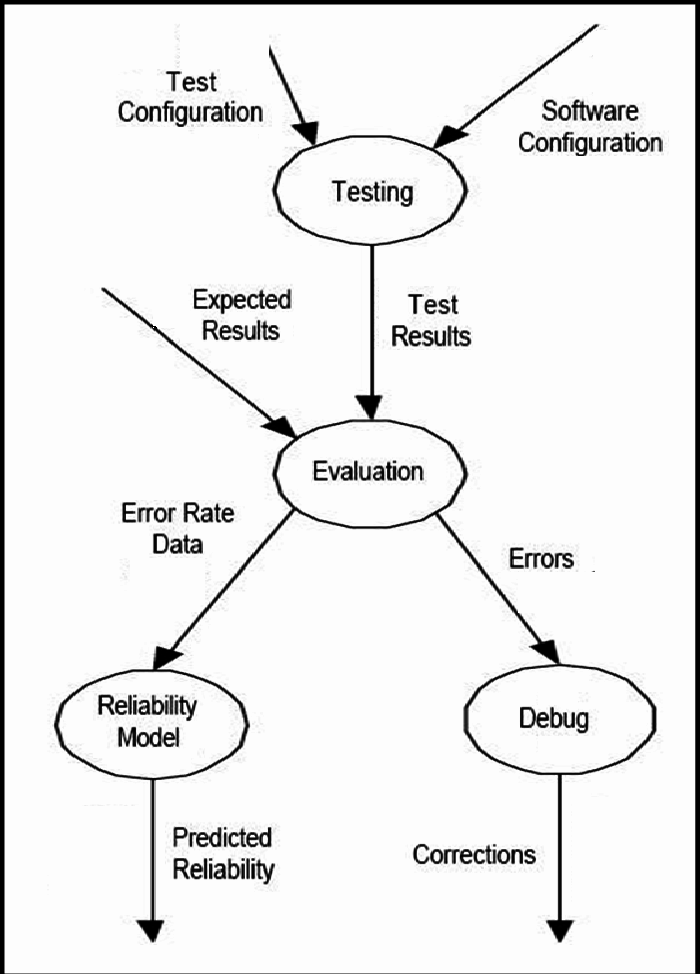 Test
Configuration
Software
Configuration
Testing
Expected
Results
Test
Results
Evaluation
Error Rate
Data
Errors
Reliability
Model
Debug
Predicted
Reliability
Corrections